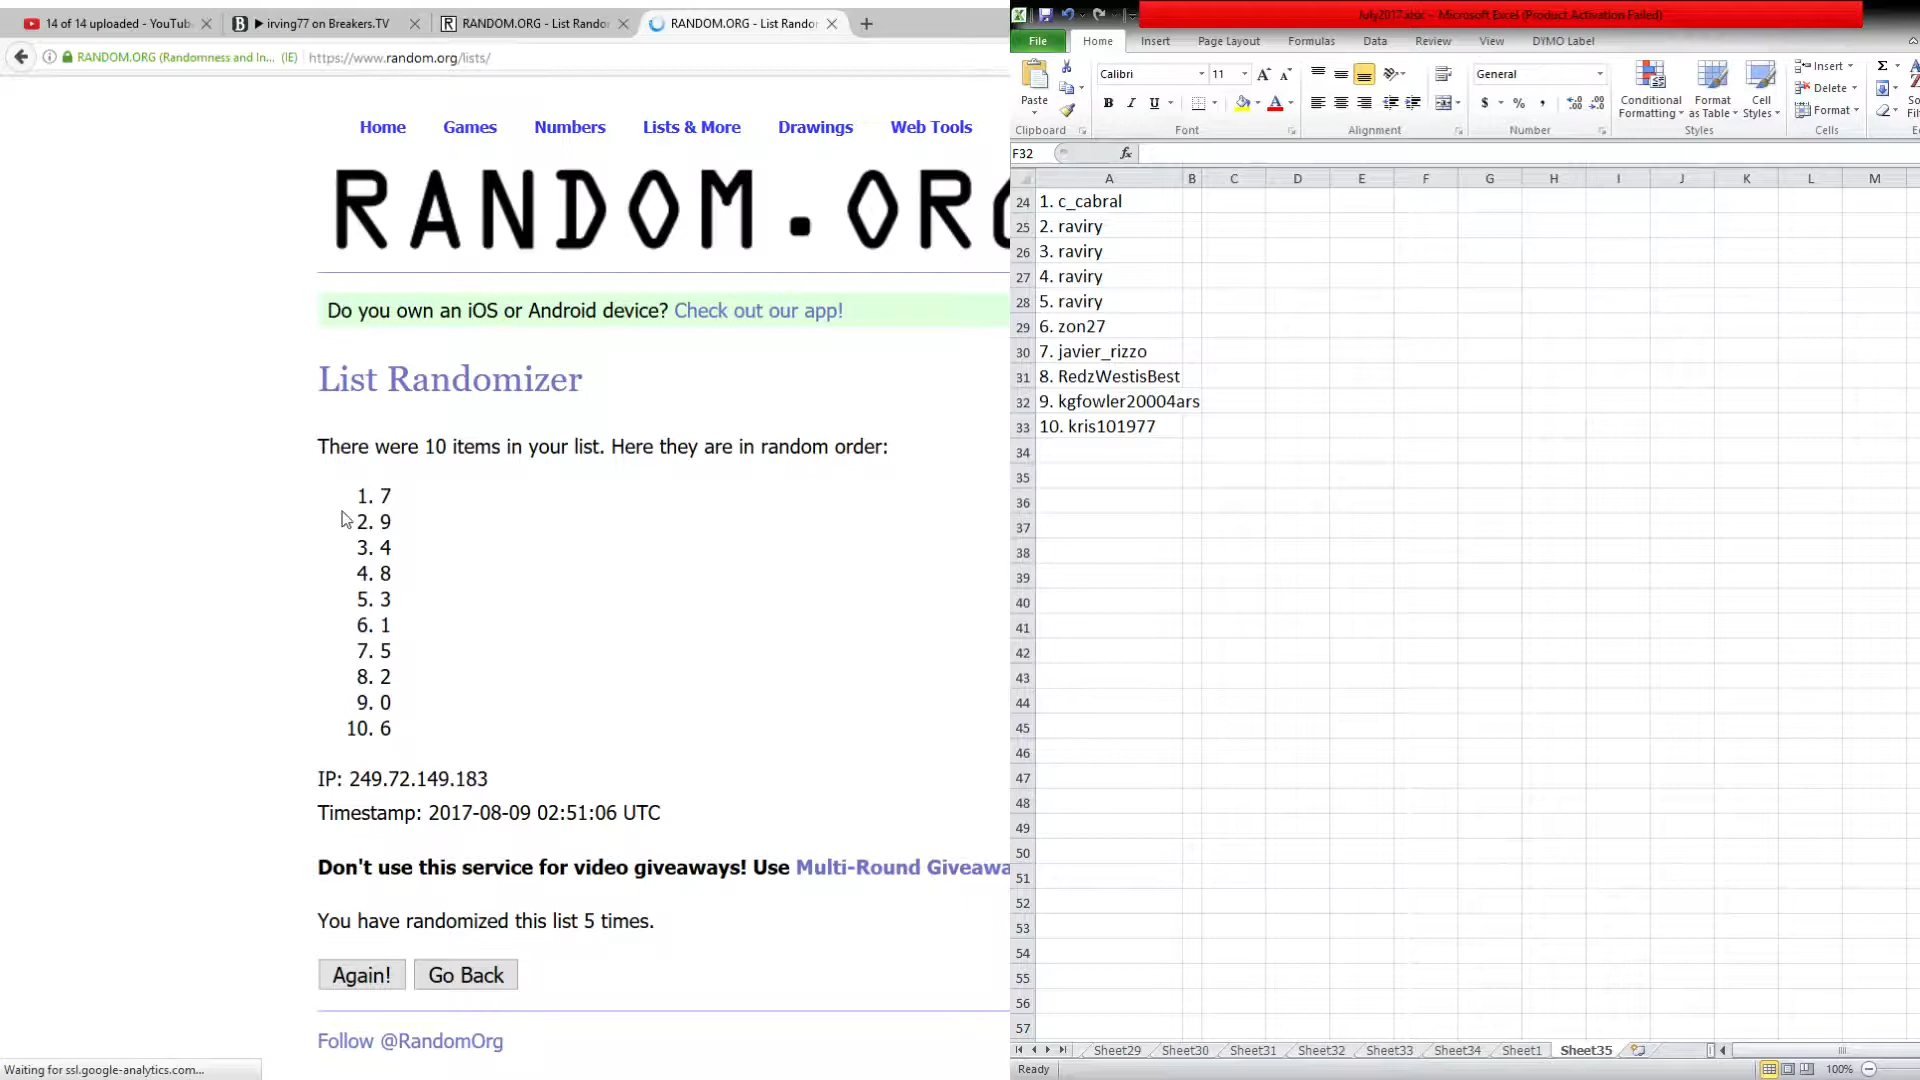 14 of 14 uploaded - YouTub
irving77 on Breakers.TV
RANDOM.ORG - List Rando
RANDOM.ORG - List Rando
RANDOM.ORG (Randomness and In... (IE)
https://www.random.org/lists/
Home
Games
Numbers
Lists & More
Drawings
Web Tools
RANDOM.ORG
Do you own an iOS or Android device? Check out our app!
List Randomizer
There were 10 items in your list. Here they are in random order:
1. 7
2. 9
3. 4
4. 8
5. 3
6. 1
7. 5
8. 2
9. 0
10. 6
IP: 249.72.149.183
Timestamp: 2017-08-09 02:51:06 UTC
Don't use this service for video giveaways! Use Multi-Round Giveawa
You have randomized this list 5 times.
Again!
Go Back
Follow @RandomOrg
Waiting for ssl.google-analytics.com...
July2017.xlsx - Microsoft Excel (Product Activation Failed)
File
Home
Insert
Page Layout
Formulas
Data
Review
View
DYMO Label
Paste
Clipboard
Calibri
11
B I U
Font
Alignment
General
$ % ,
Number
Conditional Formatting
Format as Table
Cell Styles
Styles
Insert
Delete
Format
Cells
Σ
F32
fx
A B C D E F G H I J K L M
24 1. c_cabral
25 2. raviry
26 3. raviry
27 4. raviry
28 5. raviry
29 6. zon27
30 7. javier_rizzo
31 8. RedzWestisBest
32 9. kgfowler20004ars
33 10. kris101977
34
35
36
37
38
39
40
41
42
43
44
45
46
47
48
49
50
51
52
53
54
55
56
57
Sheet29
Sheet30
Sheet31
Sheet32
Sheet33
Sheet34
Sheet1
Sheet35
Ready
100%